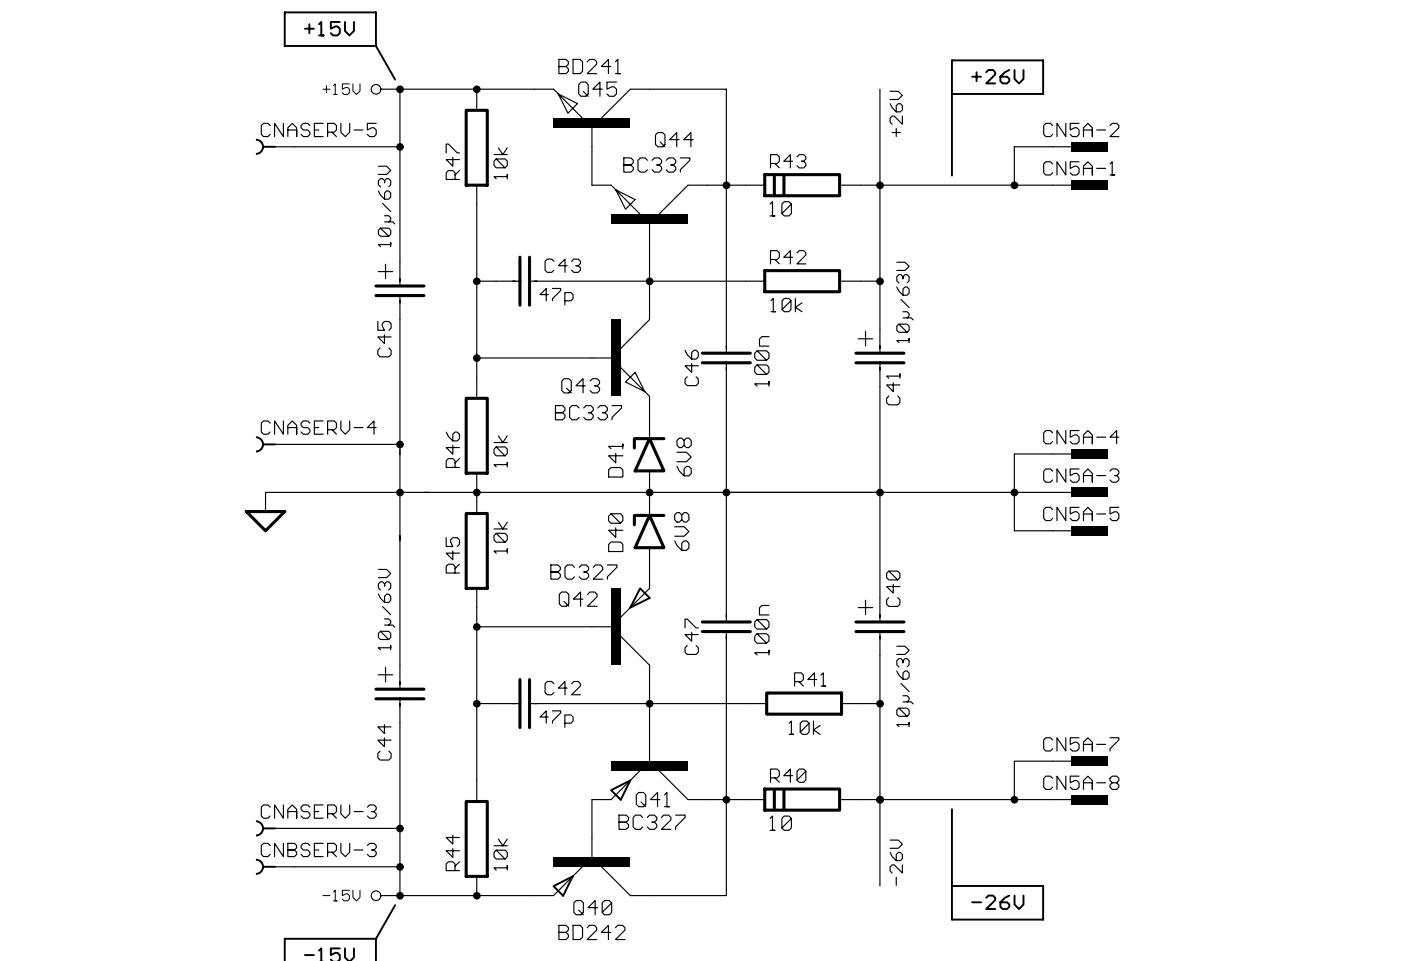 +15V
+26V
BD241
+15V
Q45
+26V
CNASERV-5
R47
10k
Q44
BC337
R43
10
CN5A-2
CN5A-1
10µ/63V
+
C45
C43
47p
R42
10k
10µ/63V
+
C41
C46
100n
Q43
BC337
CNASERV-4
R46
10k
D41
6V8
CN5A-4
CN5A-3
CN5A-5
R45
10k
D40
6V8
BC327
Q42
10µ/63V
+
C44
C47
100n
C40
+
10µ/63V
C42
47p
R41
10k
CN5A-7
CN5A-8
R40
10
Q41
BC327
CNASERV-3
CNBSERV-3
R44
10k
-26V
-15V
Q40
BD242
-26V
-15V